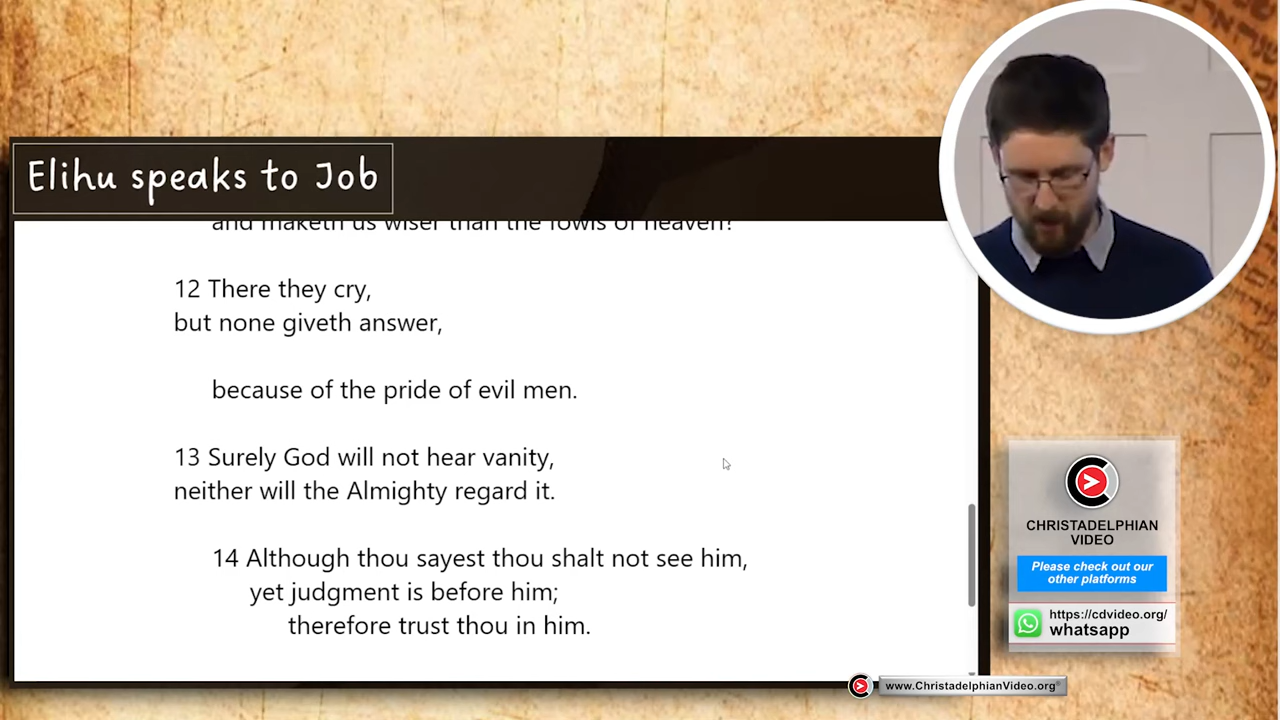 Elihu speaks to Job
and maketh us wiser than the fowls of heaven?
12 There they cry,
but none giveth answer,
because of the pride of evil men.
13 Surely God will not hear vanity,
neither will the Almighty regard it.
14 Although thou sayest thou shalt not see him,
yet judgment is before him;
therefore trust thou in him.
CHRISTADELPHIAN
VIDEO
Please check out our
other platforms
https://cdvideo.org/
whatsapp
www.ChristadelphianVideo.org